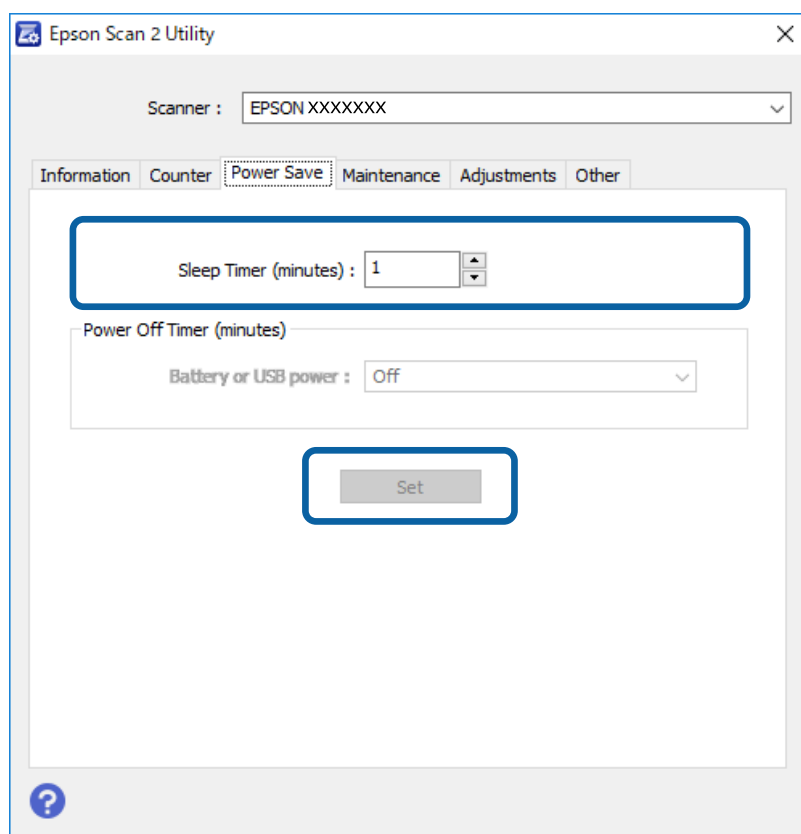 Epson Scan 2 Utility
Scanner : EPSON XXXXXXX
Information Counter Power Save Maintenance Adjustments Other
Sleep Timer (minutes) : 1
Power Off Timer (minutes)
Battery or USB power : Off
Set
?